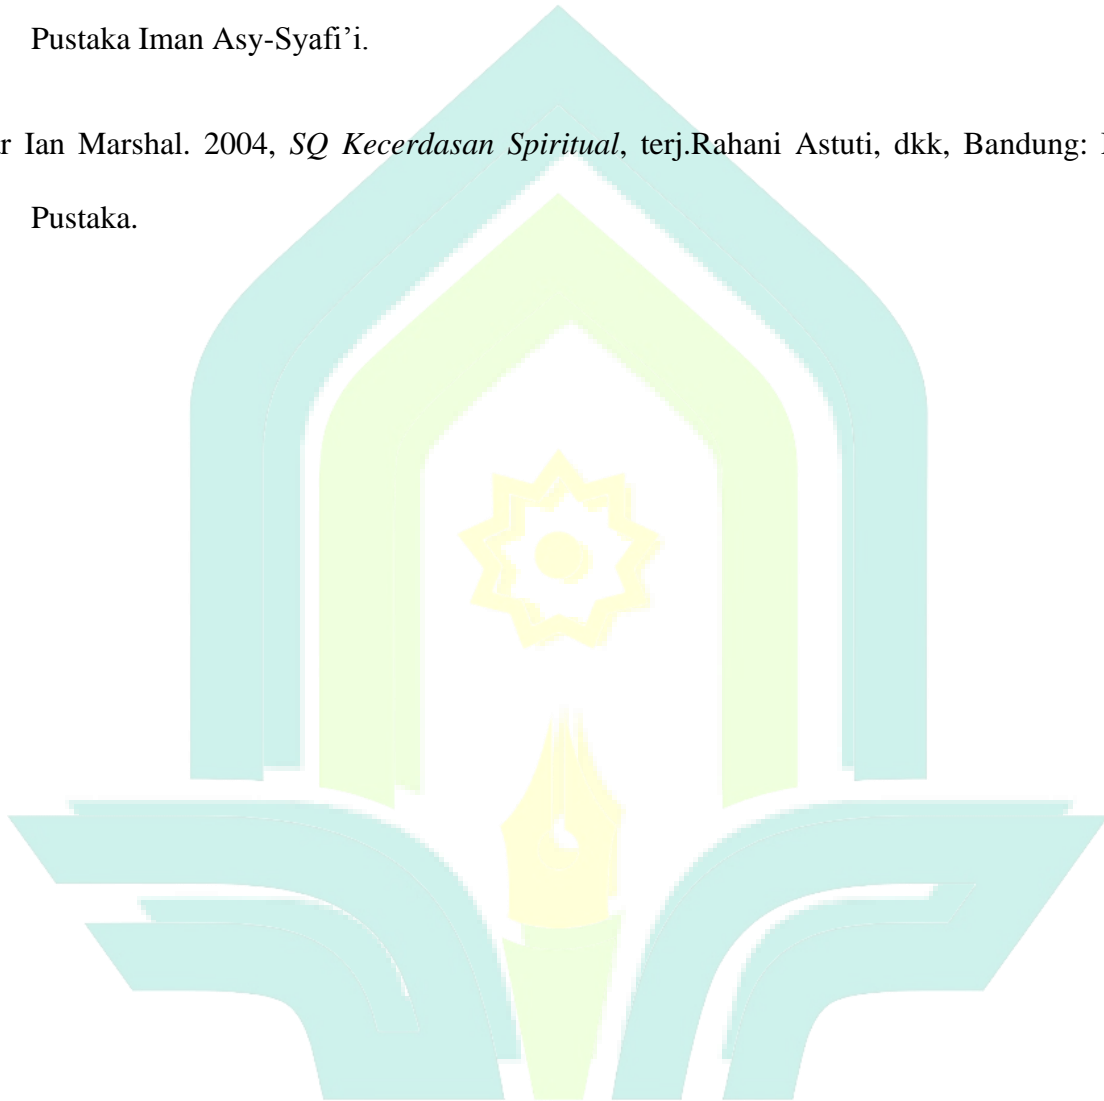 Pustaka Iman Asy-Syafi’i.
r Ian Marshal. 2004, SQ Kecerdasan Spiritual, terj.Rahani Astuti, dkk, Bandung:
Pustaka.